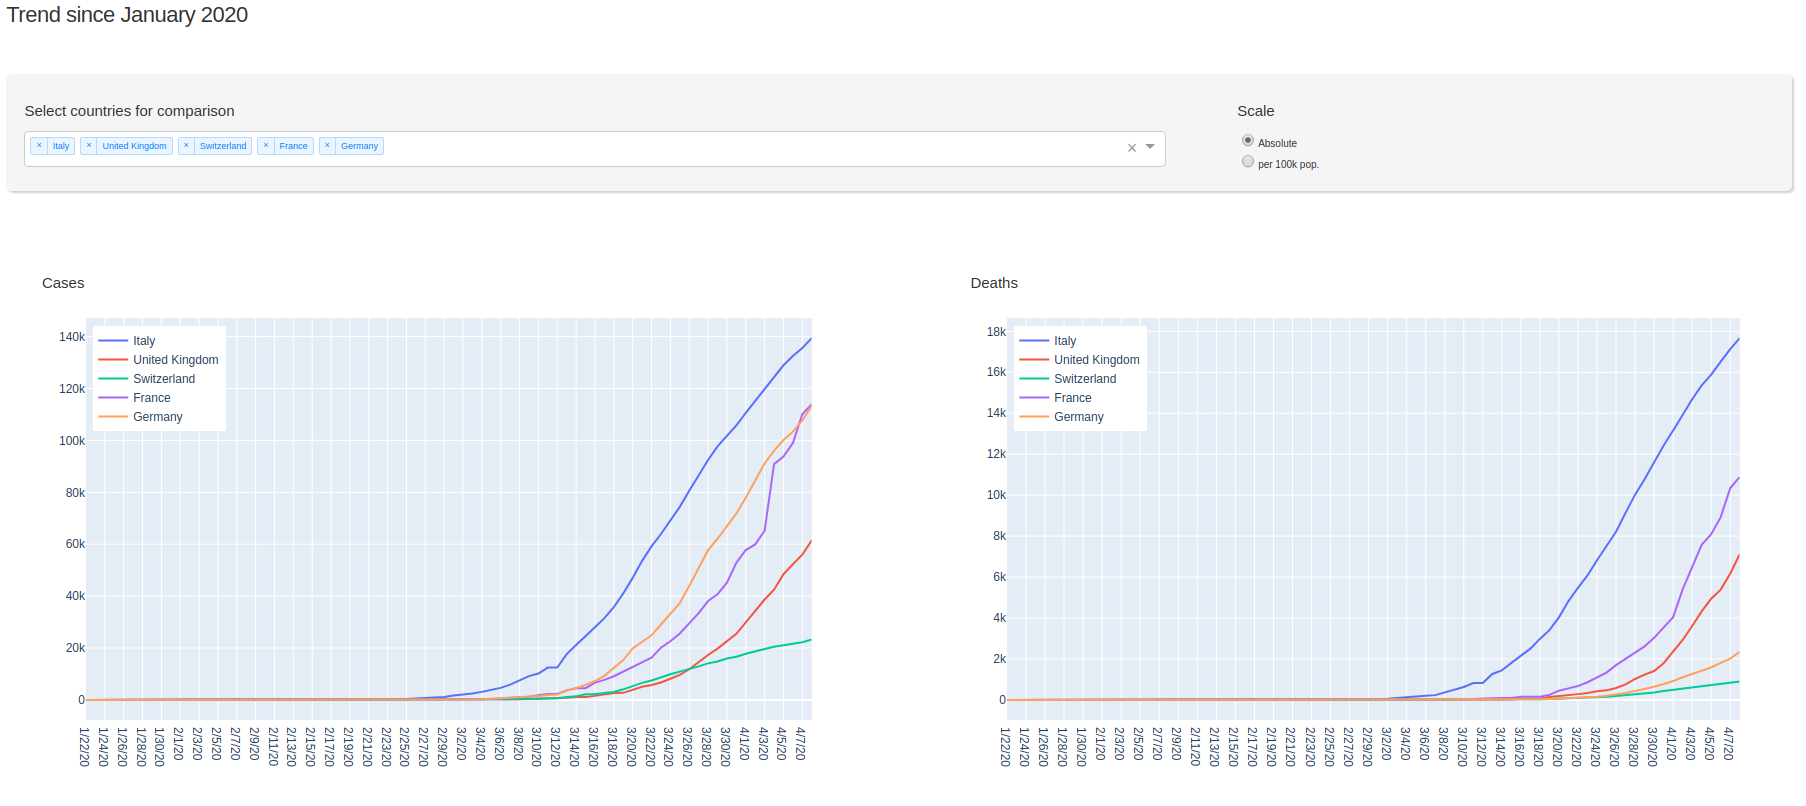 Trend since January 2020
Select countries for comparison
Scale
× Italy × United Kingdom × Switzerland × France × Germany
×
Absolute
per 100k pop.
Cases
140k
120k
100k
80k
60k
40k
20k
0
Italy
United Kingdom
Switzerland
France
Germany
1/22/20 1/24/20 1/26/20 1/28/20 1/30/20 2/1/20 2/3/20 2/5/20 2/7/20 2/9/20 2/11/20 2/13/20 2/15/20 2/17/20 2/19/20 2/21/20 2/23/20 2/25/20 2/27/20 2/29/20 3/2/20 3/4/20 3/6/20 3/8/20 3/10/20 3/12/20 3/14/20 3/16/20 3/18/20 3/20/20 3/22/20 3/24/20 3/26/20 3/28/20 3/30/20 4/1/20 4/3/20 4/5/20 4/7/20
Deaths
18k
16k
14k
12k
10k
8k
6k
4k
2k
0
Italy
United Kingdom
Switzerland
France
Germany
1/22/20 1/24/20 1/26/20 1/28/20 1/30/20 2/1/20 2/3/20 2/5/20 2/7/20 2/9/20 2/11/20 2/13/20 2/15/20 2/17/20 2/19/20 2/21/20 2/23/20 2/25/20 2/27/20 2/29/20 3/2/20 3/4/20 3/6/20 3/8/20 3/10/20 3/12/20 3/14/20 3/16/20 3/18/20 3/20/20 3/22/20 3/24/20 3/26/20 3/28/20 3/30/20 4/1/20 4/3/20 4/5/20 4/7/20